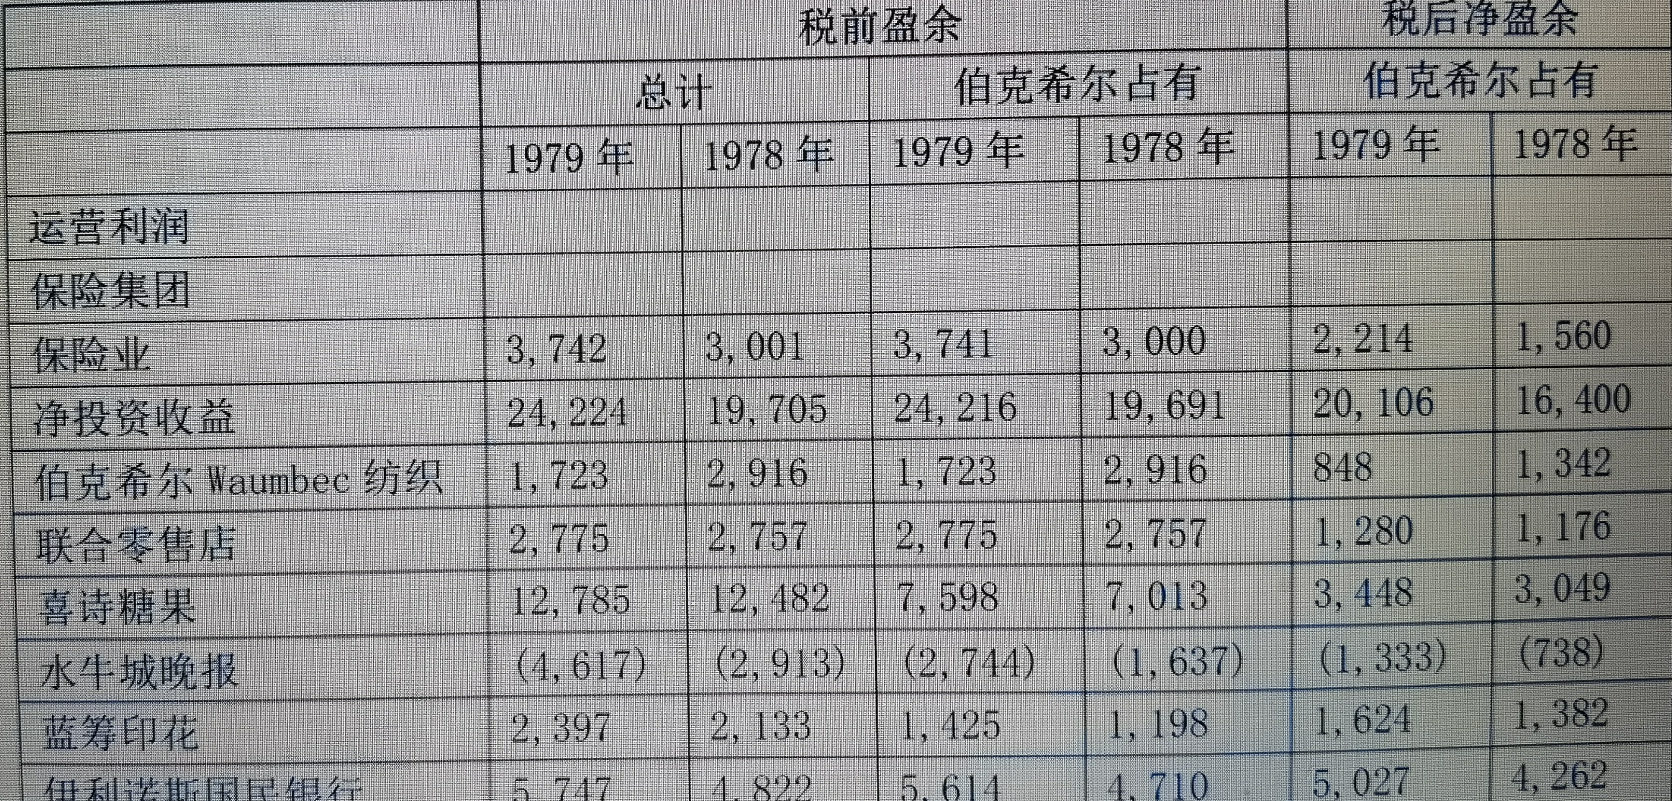 税前盈余 税后净盈余
总计 伯克希尔占有 伯克希尔占有
1979 年 1978 年 1979 年 1978 年 1979 年 1978 年
运营利润
保险集团
保险业 3, 742 3, 001 3, 741 3, 000 2, 214 1, 560
净投资收益 24, 224 19, 705 24, 216 19, 691 20, 106 16, 400
伯克希尔 Waumbec 纺织 1, 723 2, 916 1, 723 2, 916 848 1, 342
联合零售店 2, 775 2, 757 2, 775 2, 757 1, 280 1, 176
喜诗糖果 12, 785 12, 482 7, 598 7, 013 3, 448 3, 049
水牛城晚报 (4, 617) (2, 913) (2, 744) (1, 637) (1, 333) (738)
蓝筹印花 2, 397 2, 133 1, 425 1, 198 1, 624 1, 382
伊利诺斯国民银行 5, 747 4, 822 5, 614 4, 710 5, 027 4, 262